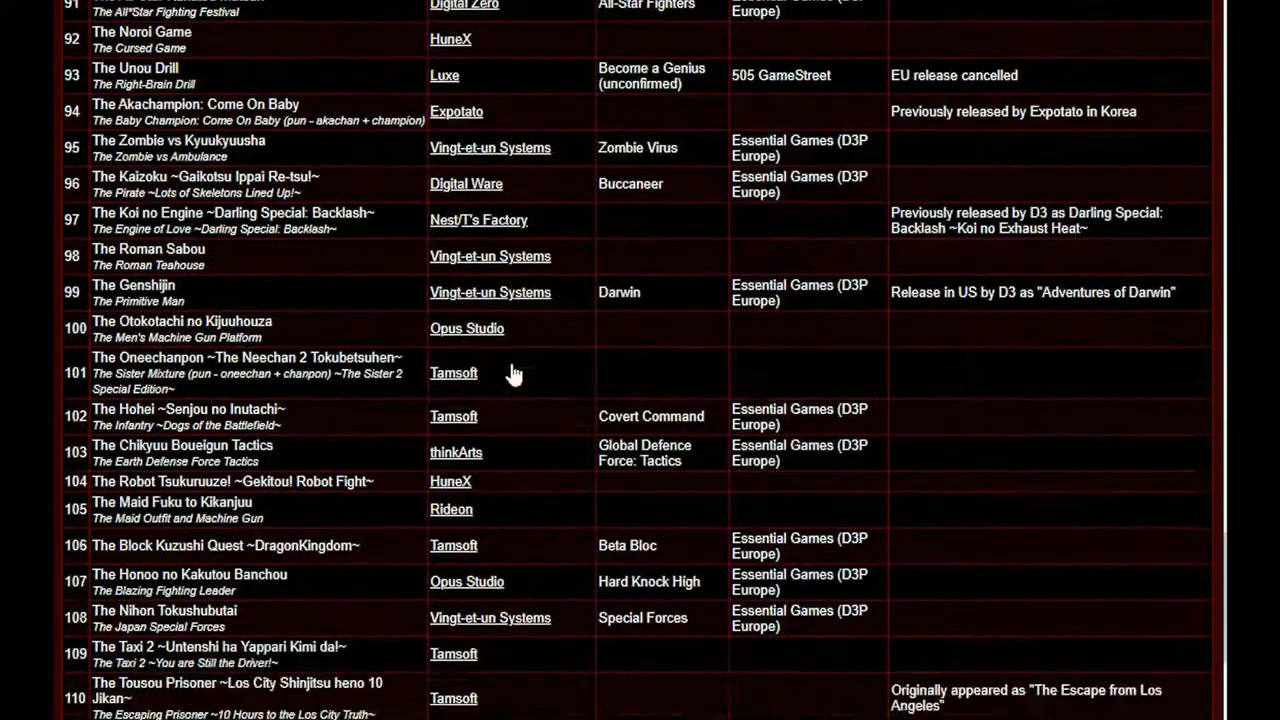 91
The All*Star Fighting Festival
Digital Zero
All-Star Fighters
Europe)
92
The Noroi Game
The Cursed Game
HuneX
93
The Unou Drill
The Right-Brain Drill
Luxe
Become a Genius
(unconfirmed)
505 GameStreet
EU release cancelled
94
The Akachampion: Come On Baby
The Baby Champion: Come On Baby (pun - akachan + champion)
Expotato
Previously released by Expotato in Korea
95
The Zombie vs Kyuukyuusha
The Zombie vs Ambulance
Vingt-et-un Systems
Zombie Virus
Essential Games (D3P
Europe)
96
The Kaizoku ~Gaikotsu Ippai Re-tsu!~
The Pirate ~Lots of Skeletons Lined Up!~
Digital Ware
Buccaneer
Essential Games (D3P
Europe)
97
The Koi no Engine ~Darling Special: Backlash~
The Engine of Love ~Darling Special: Backlash~
Nest/T's Factory
Previously released by D3 as Darling Special:
Backlash ~Koi no Exhaust Heat~
98
The Roman Sabou
The Roman Teahouse
Vingt-et-un Systems
99
The Genshijin
The Primitive Man
Vingt-et-un Systems
Darwin
Essential Games (D3P
Europe)
Release in US by D3 as "Adventures of Darwin"
100
The Otokotachi no Kijuuhouza
The Men's Machine Gun Platform
Opus Studio
101
The Oneechanpon ~The Neechan 2 Tokubetsuhen~
The Sister Mixture (pun - oneechan + chanpon) ~The Sister 2
Special Edition~
Tamsoft
102
The Hohei ~Senjou no Inutachi~
The Infantry ~Dogs of the Battlefield~
Tamsoft
Covert Command
Essential Games (D3P
Europe)
103
The Chikyuu Boueigun Tactics
The Earth Defense Force Tactics
thinkArts
Global Defence
Force: Tactics
Essential Games (D3P
Europe)
104
The Robot Tsukuruuze! ~Gekitou! Robot Fight~
HuneX
105
The Maid Fuku to Kikanjuu
The Maid Outfit and Machine Gun
Rideon
106
The Block Kuzushi Quest ~DragonKingdom~
Tamsoft
Beta Bloc
Essential Games (D3P
Europe)
107
The Honoo no Kakutou Banchou
The Blazing Fighting Leader
Opus Studio
Hard Knock High
Essential Games (D3P
Europe)
108
The Nihon Tokushubutai
The Japan Special Forces
Vingt-et-un Systems
Special Forces
Essential Games (D3P
Europe)
109
The Taxi 2 ~Untenshi ha Yappari Kimi da!~
The Taxi 2 ~You are Still the Driver!~
Tamsoft
110
The Tousou Prisoner ~Los City Shinjitsu heno 10
Jikan~
The Escaping Prisoner ~10 Hours to the Los City Truth~
Tamsoft
Originally appeared as "The Escape from Los
Angeles"